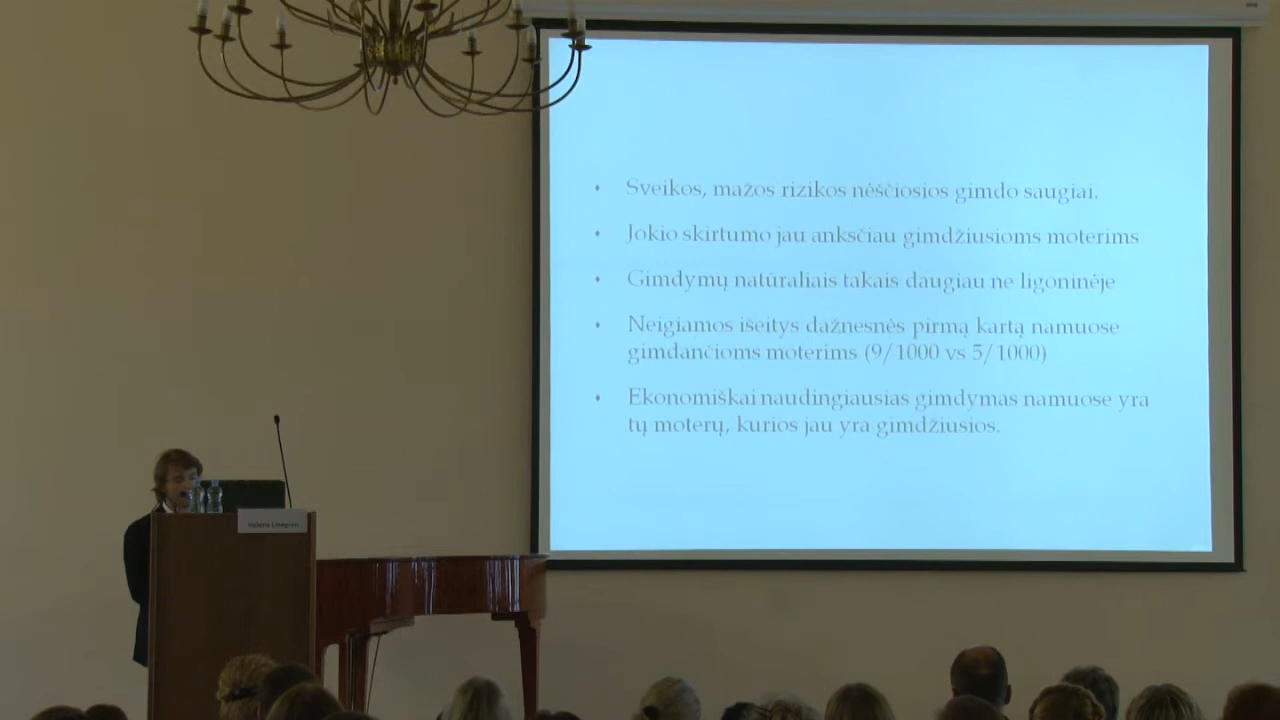 Sveikos, mažos rizikos nėščiosios gimdo saugiai.
Jokio skirtumo jau anksčiau gimdžiusioms moterims
Gimdymų natūraliais takais daugiau ne ligoninėje
Neigiamos išeitys dažnesnės pirmą kartą namuose
gimdančioms moterims (9/1000 vs 5/1000)
Ekonomiškai naudingiausias gimdymas namuose yra
tų moterų, kurios jau yra gimdžiusios.